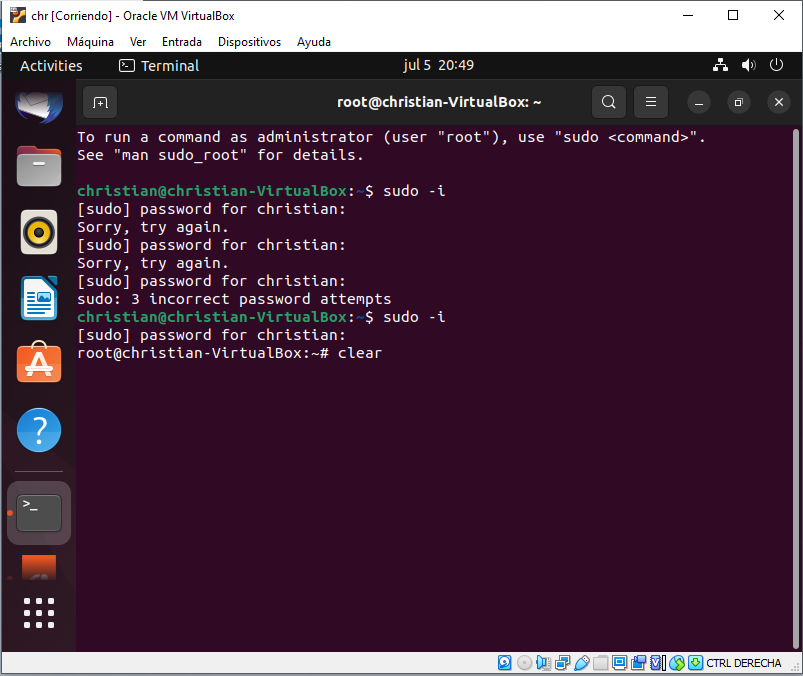 chr [Corriendo] - Oracle VM VirtualBox
Archivo Máquina Ver Entrada Dispositivos Ayuda
Activities Terminal jul 5 20:49
root@christian-VirtualBox: ~
To run a command as administrator (user "root"), use "sudo <command>".
See "man sudo_root" for details.
christian@christian-VirtualBox:~$ sudo -i
[sudo] password for christian:
Sorry, try again.
[sudo] password for christian:
Sorry, try again.
[sudo] password for christian:
sudo: 3 incorrect password attempts
christian@christian-VirtualBox:~$ sudo -i
[sudo] password for christian:
root@christian-VirtualBox:~# clear
CTRL DERECHA